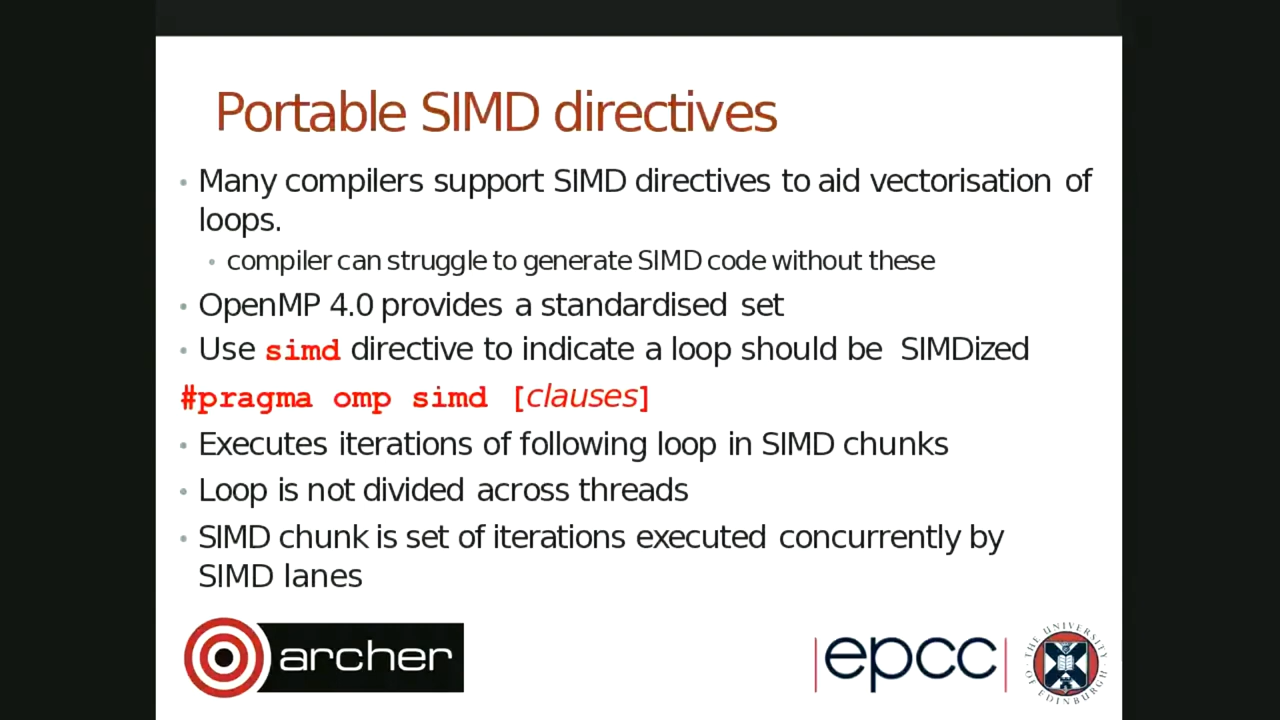 Portable SIMD directives
• Many compilers support SIMD directives to aid vectorisation of
loops.
• compiler can struggle to generate SIMD code without these
• OpenMP 4.0 provides a standardised set
• Use simd directive to indicate a loop should be SIMDized
#pragma omp simd [clauses]
• Executes iterations of following loop in SIMD chunks
• Loop is not divided across threads
• SIMD chunk is set of iterations executed concurrently by
SIMD lanes
archer
|epcc|
THE UNIVERSITY OF EDINBURGH